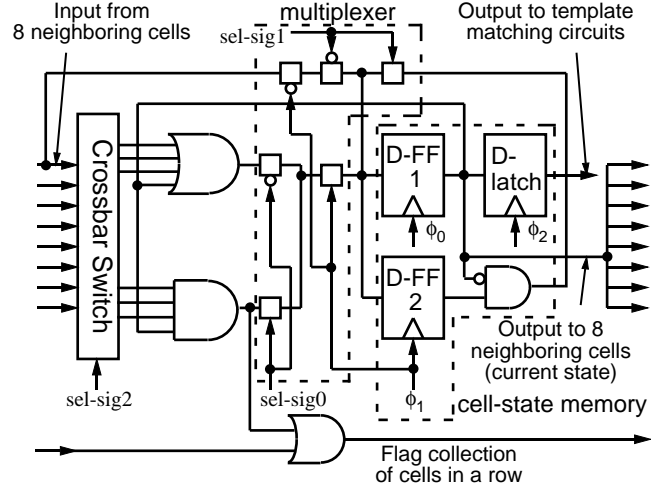 Input from
8 neighboring cells
multiplexer
sel-sig1
Output to template
matching circuits
Crossbar Switch
D-FF
1
D-
latch
ϕ0
ϕ2
D-FF
2
ϕ1
Output to 8
neighboring cells
(current state)
sel-sig2
sel-sig0
cell-state memory
Flag collection
of cells in a row